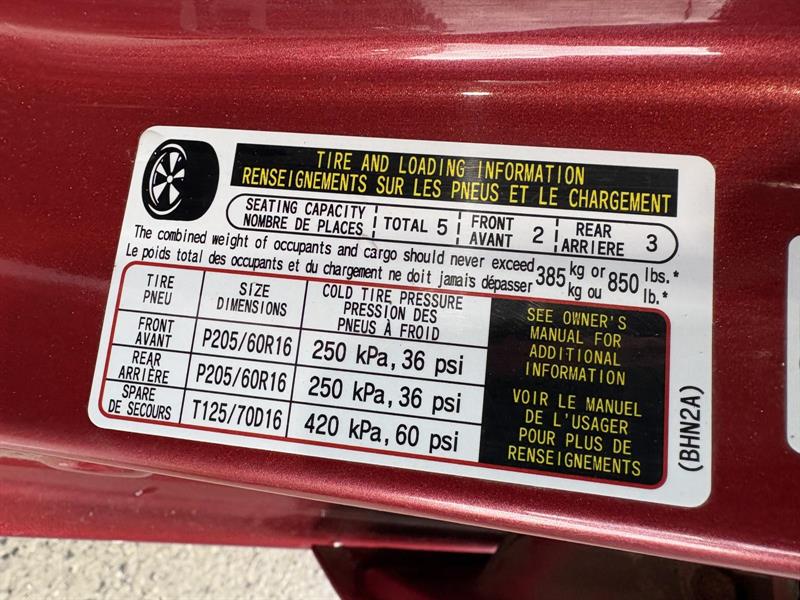 TIRE AND LOADING INFORMATION
RENSEIGNEMENTS SUR LES PNEUS ET LE CHARGEMENT
SEATING CAPACITY
NOMBRE DE PLACES
TOTAL 5
FRONT
AVANT 2
REAR
ARRIERE 3
The combined weight of occupants and cargo should never exceed 385 kg or 850 lbs.*
Le poids total des occupants et du chargement ne doit jamais dépasser 385 kg ou 850 lb.*
TIRE
PNEU
SIZE
DIMENSIONS
COLD TIRE PRESSURE
PRESSION DES
PNEUS À FROID
FRONT
AVANT
P205/60R16
250 kPa, 36 psi
REAR
ARRIÈRE
P205/60R16
250 kPa, 36 psi
SPARE
DE SECOURS
T125/70D16
420 kPa, 60 psi
SEE OWNER'S
MANUAL FOR
ADDITIONAL
INFORMATION
VOIR LE MANUEL
DE L'USAGER
POUR PLUS DE
RENSEIGNEMENTS
(BHN2A)